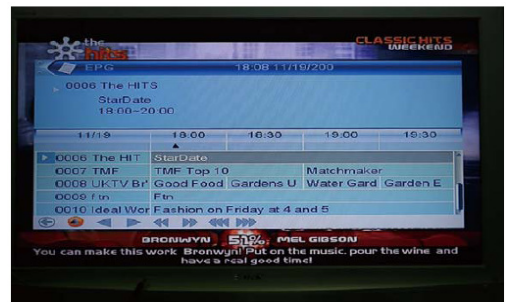 the
hits
CLASSIC HITS
WEEKEND
EPG 18:08 11/19/200
0006 The HITS
StarDate
18:00~20:00
11/19 18:00 18:30 19:00 19:30
0006 The HIT StarDate
0007 TMF TMF Top 10 Matchmaker
0008 UKTV Br' Good Food Gardens U Water Gard Garden E
0009 f tn Ftn
0010 Ideal Wor Fashion on Friday at 4 and 5
BRONWYN 51% MEL GIBSON
You can make this work Bronwyn! Put on the music, pour the wine and
have a real good time!